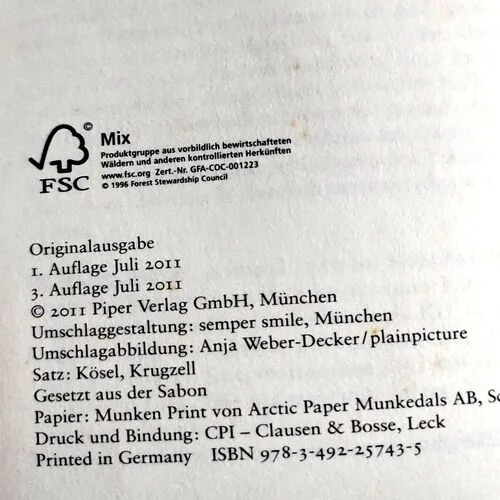 ©
FSC
Mix
Produktgruppe aus vorbildlich bewirtschafteten
Wäldern und anderen kontrollierten Herkünften
www.fsc.org Zert.-Nr. GFA-COC-001223
© 1996 Forest Stewardship Council
Originalausgabe
1. Auflage Juli 2011
3. Auflage Juli 2011
© 2011 Piper Verlag GmbH, München
Umschlaggestaltung: semper smile, München
Umschlagabbildung: Anja Weber-Decker/plainpicture
Satz: Kösel, Krugzell
Gesetzt aus der Sabon
Papier: Munken Print von Arctic Paper Munkedals AB, Sc
Druck und Bindung: CPI – Clausen & Bosse, Leck
Printed in Germany ISBN 978-3-492-25743-5